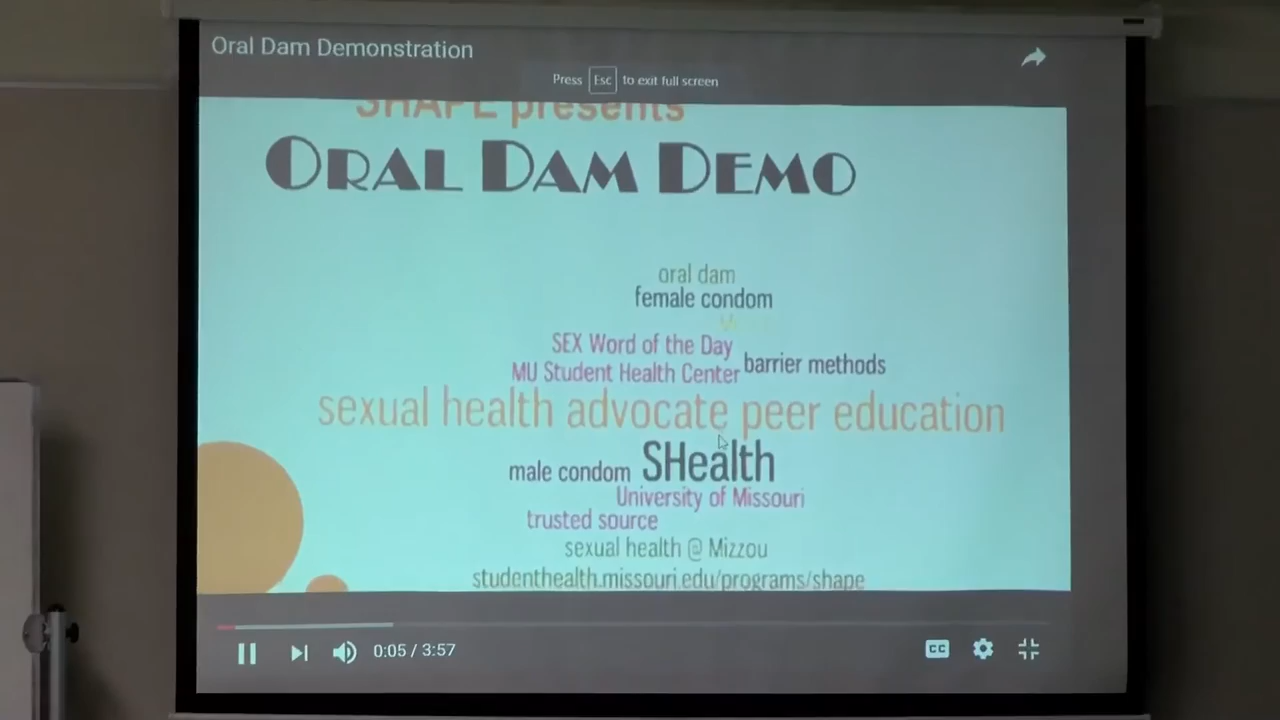 Oral Dam Demonstration
Press Esc to exit full screen
SHAPE presents
ORAL DAM DEMO
oral dam
female condom
SEX Word of the Day
barrier methods
MU Student Health Center
sexual health advocate peer education
male condom SHealth
University of Missouri
trusted source
sexual health @ Mizzou
studenthealth.missouri.edu/programs/shape
0:05 / 3:57
CC